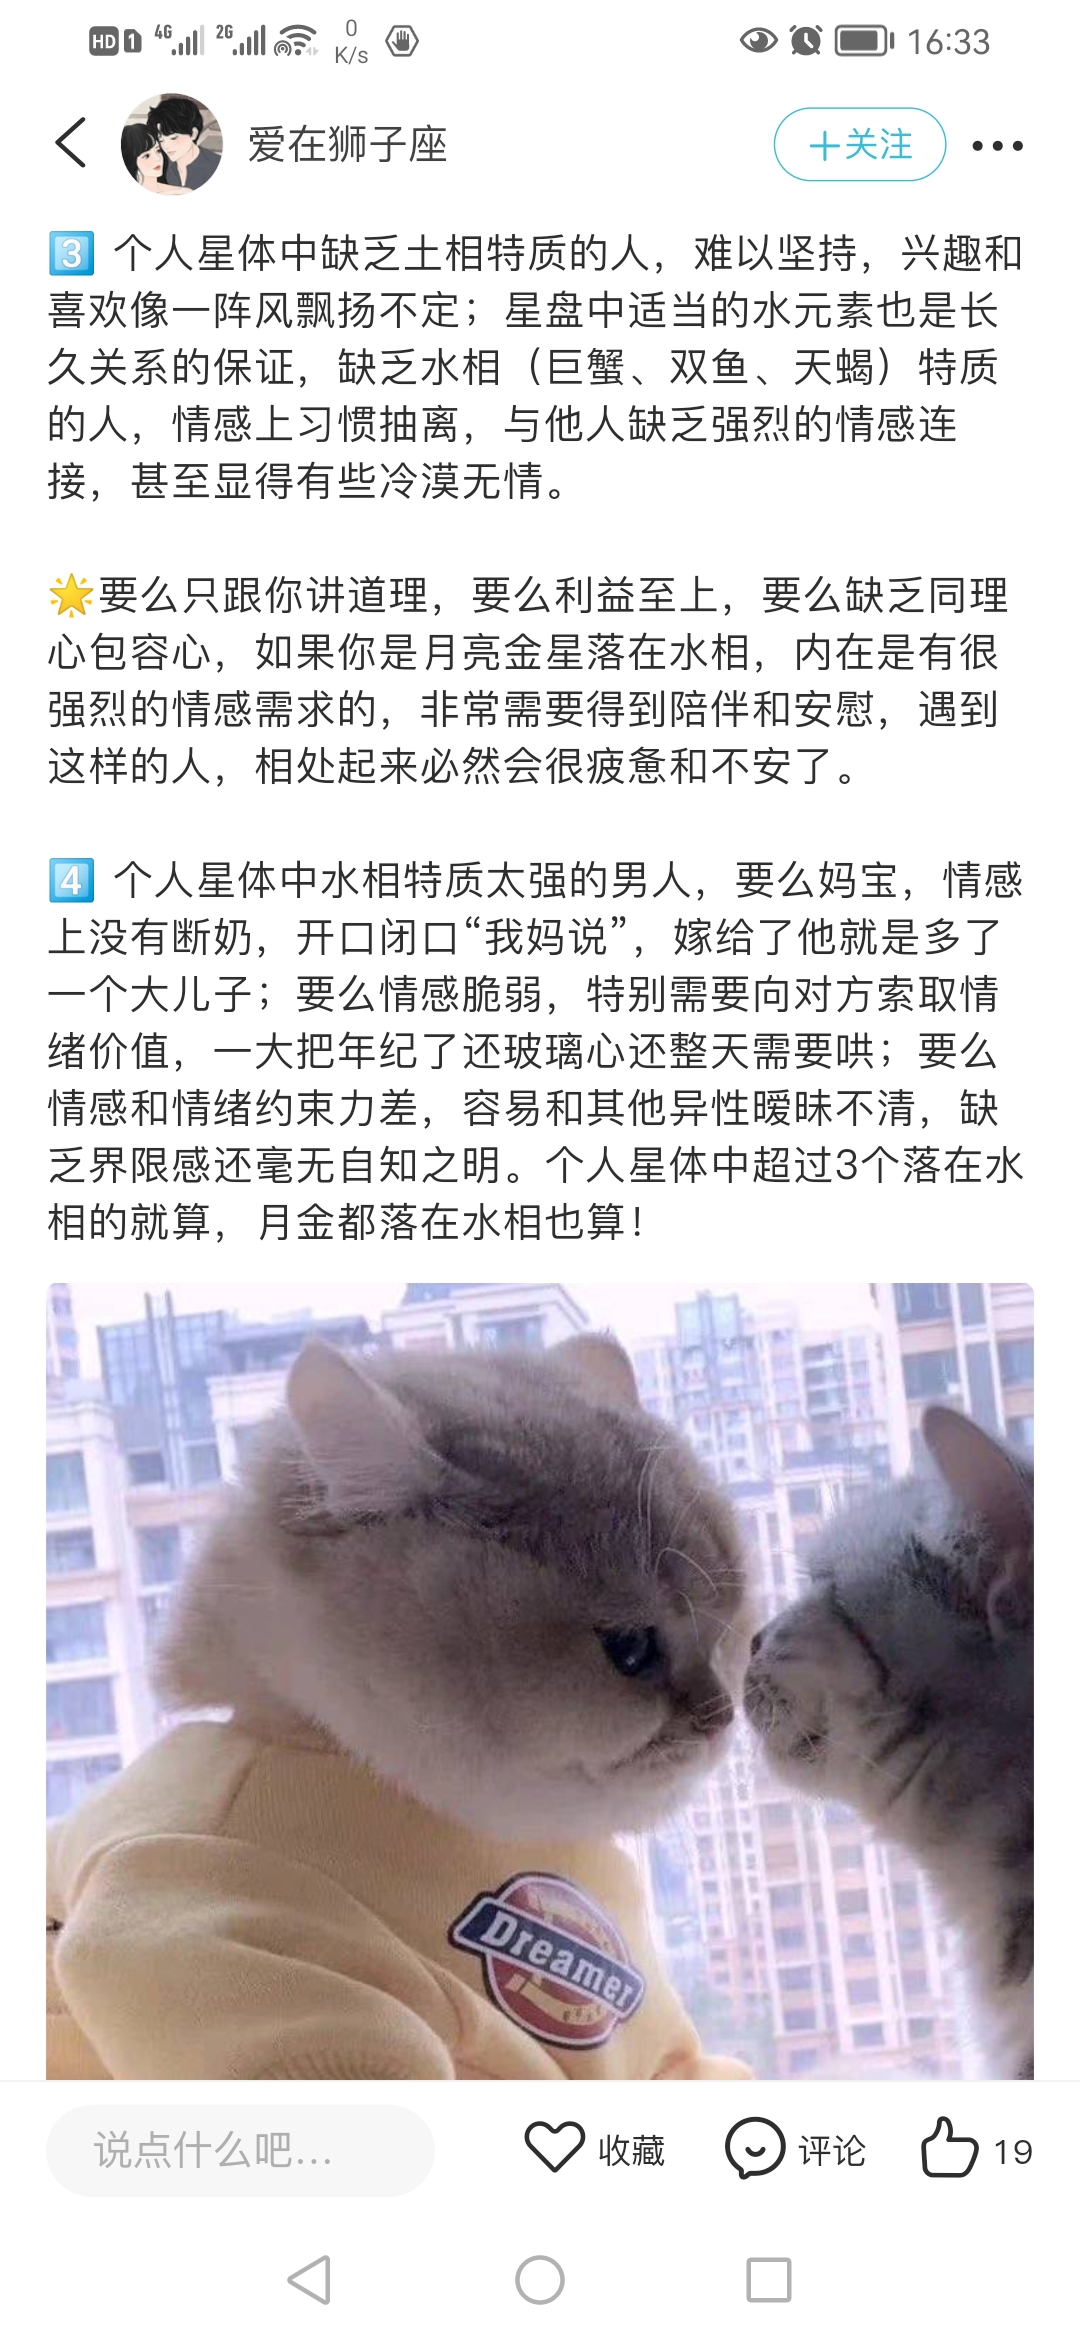 HD 1 4G 2G 0 K/s 16:33
爱在狮子座 +关注
3 个人星体中缺乏土相特质的人，难以坚持，兴趣和
喜欢像一阵风飘扬不定；星盘中适当的水元素也是长
久关系的保证，缺乏水相（巨蟹、双鱼、天蝎）特质
的人，情感上习惯抽离，与他人缺乏强烈的情感连
接，甚至显得有些冷漠无情。
🌟要么只跟你讲道理，要么利益至上，要么缺乏同理
心包容心，如果你是月亮金星落在水相，内在是有很
强烈的情感需求的，非常需要得到陪伴和安慰，遇到
这样的人，相处起来必然会很疲惫和不安了。
4 个人星体中水相特质太强的男人，要么妈宝，情感
上没有断奶，开口闭口“我妈说”，嫁给了他就是多了
一个大儿子；要么情感脆弱，特别需要向对方索取情
绪价值，一大把年纪了还玻璃心还整天需要哄；要么
情感和情绪约束力差，容易和其他异性暧昧不清，缺
乏界限感还毫无自知之明。个人星体中超过3个落在水
相的就算，月金都落在水相也算！
Dreamer
说点什么吧... 收藏 评论 19